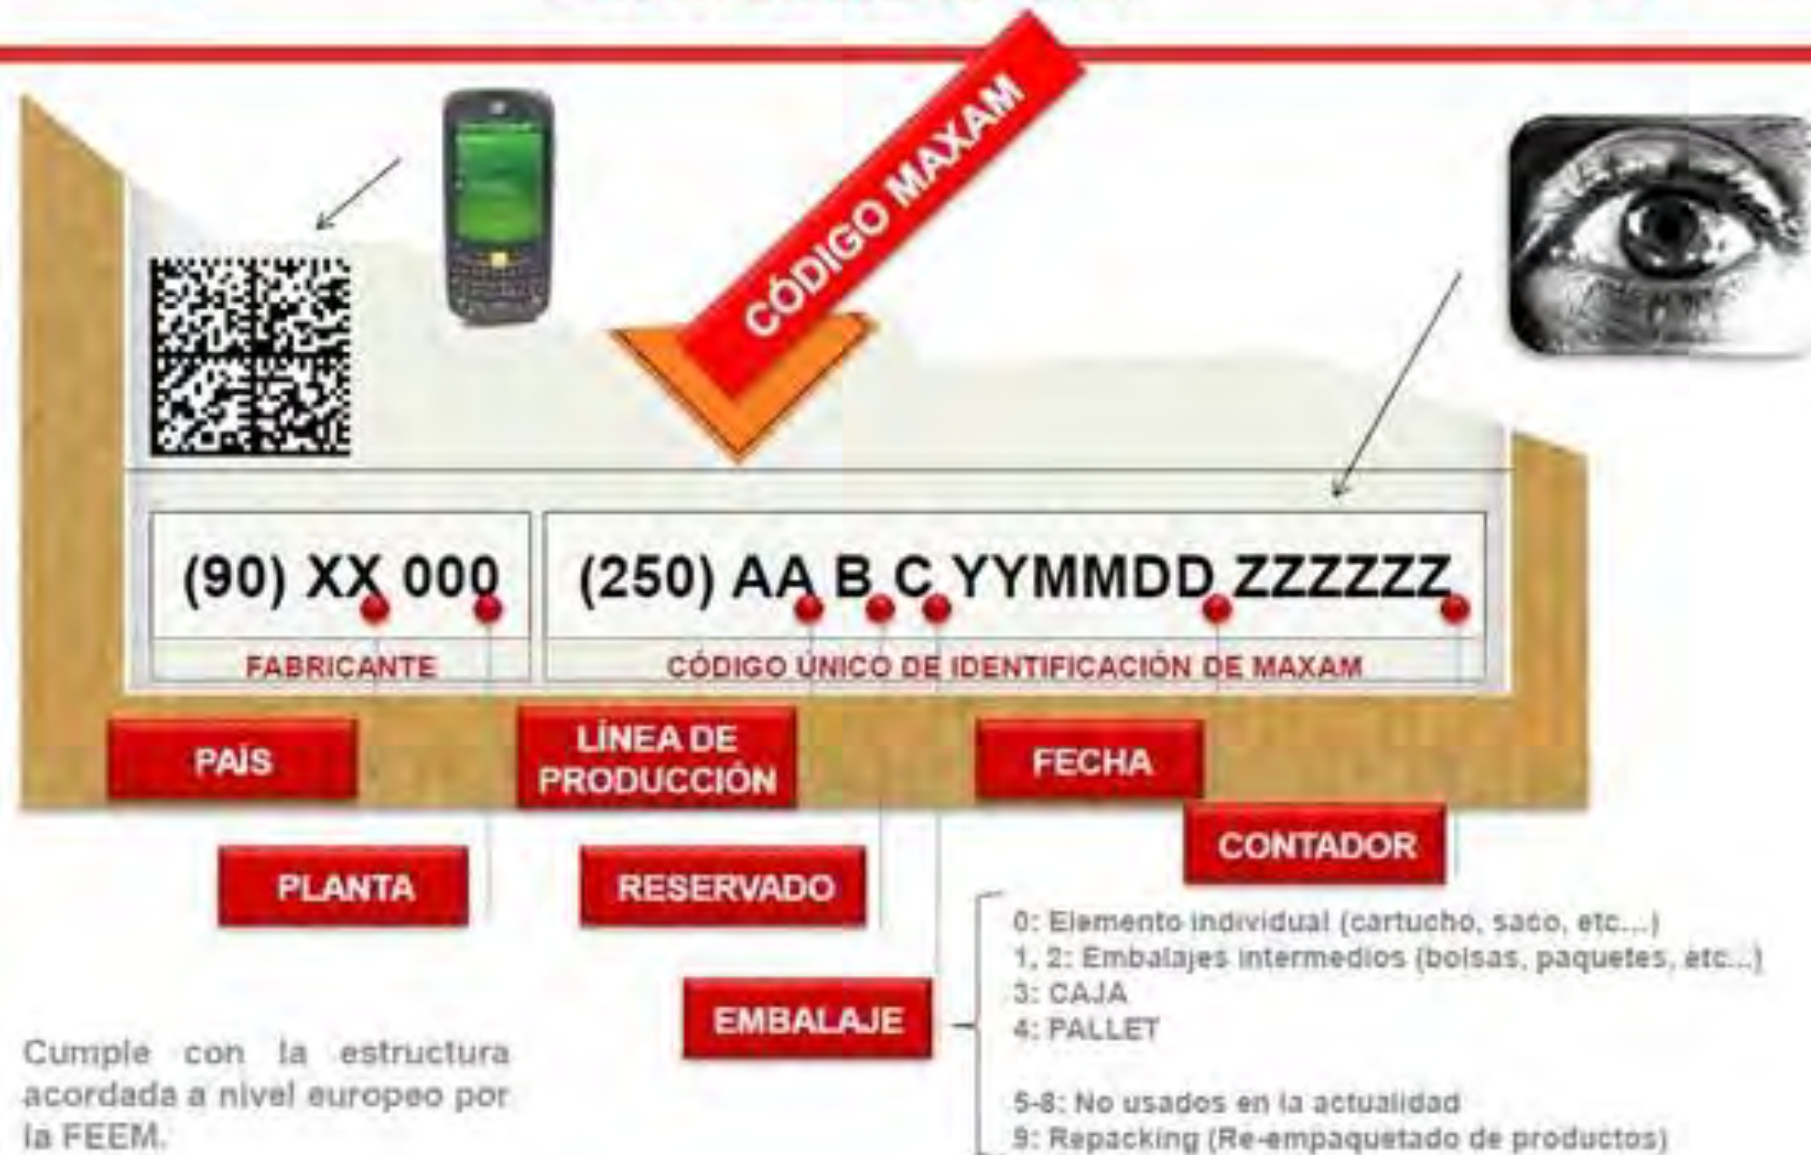 CÓDIGO MAXAM
(90) XX 000
(250) AA B C YYMMDD ZZZZZZ
FABRICANTE
CÓDIGO ÚNICO DE IDENTIFICACIÓN DE MAXAM
PAÍS
LÍNEA DE
PRODUCCIÓN
FECHA
CONTADOR
PLANTA
RESERVADO
EMBALAJE
0: Elemento individual (cartucho, saco, etc...)
1, 2: Embalajes intermedios (bolsas, paquetes, etc...)
3: CAJA
4: PALLET
5-8: No usados en la actualidad
9: Repacking (Re-empaquetado de productos)
Cumple con la estructura
acordada a nivel europeo por
la FEEM.